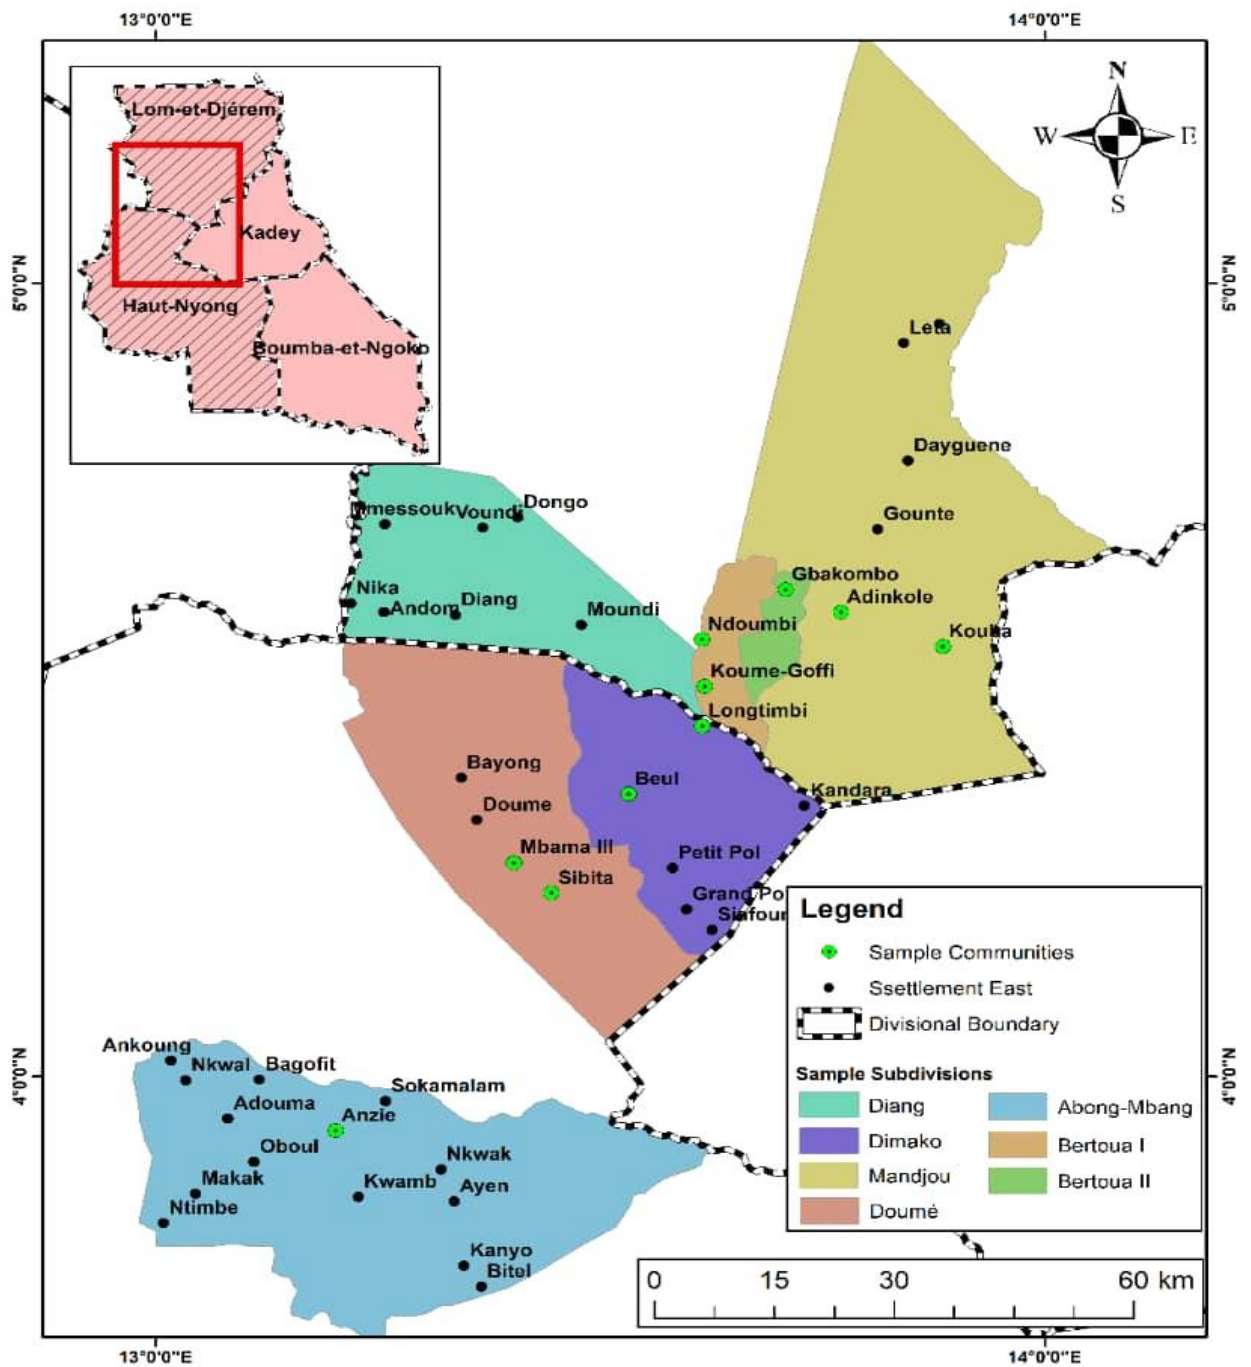 13°0'0"E
14°0'0"E
N
W
E
S
Lom-et-Djérem
Kadey
Haut-Nyong
Boumba-et-Ngoko
5°0'0"N
5°0'0"N
Leta
Dayguene
Gounte
Dongo
Voundi
Gbakombo
Adinkole
Nika
Andom
Diang
Moundi
Ndoumbi
Kouba
Koume-Goffi
Longtimbi
Bayong
Beul
Kandara
Doume
Mbama III
Petit Pol
Sibita
Grand Po
Siafour
Legend
Sample Communities
Ssettlement East
Divisional Boundary
Sample Subdivisions
Diang
Dimako
Mandjou
Doumé
Abong-Mbang
Bertoua I
Bertoua II
4°0'0"N
4°0'0"N
Ankoung
Nkwal
Bagofit
Sokamalam
Adouma
Anzie
Oboul
Nkwak
Makak
Kwamb
Ayen
Ntimbe
Kanyo
Bitel
0 15 30 60 km
13°0'0"E
14°0'0"E